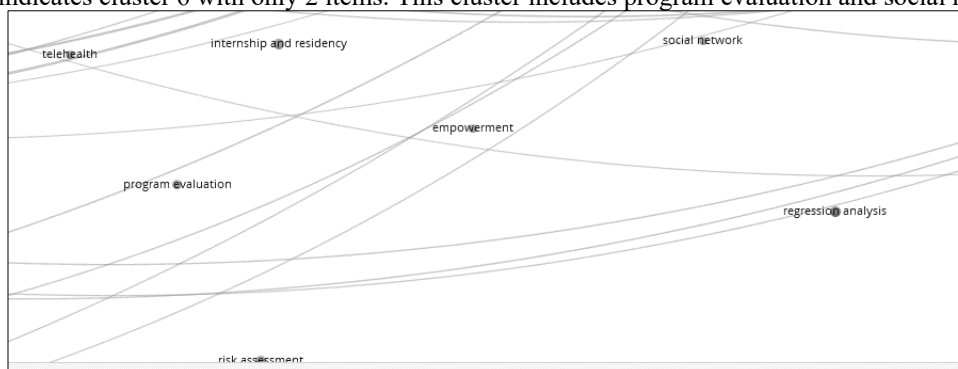 ndicates cluster 6 with only 2 items. This cluster includes program evaluation and social
internship and residency
social network
telehealth
empowerment
program evaluation
regression analysis
risk assessment